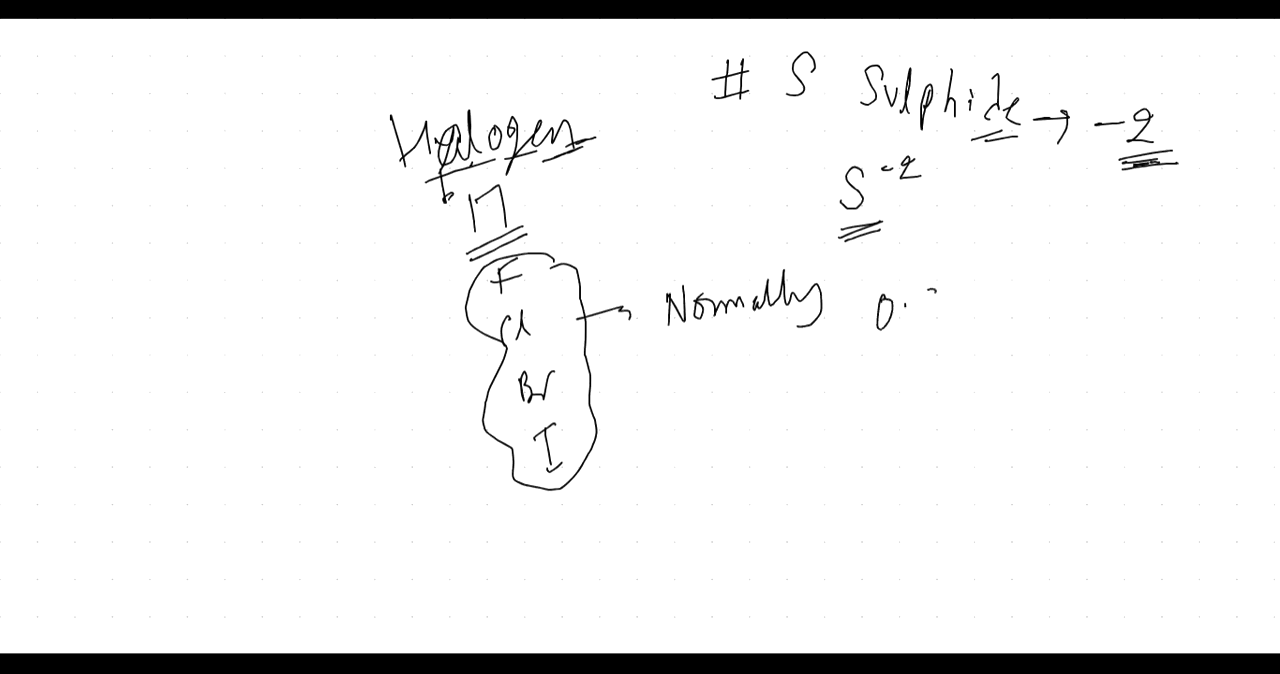 # S Sulphide → -2
S-2
Halogen
17
F
Cl → Normally O.
Br
I